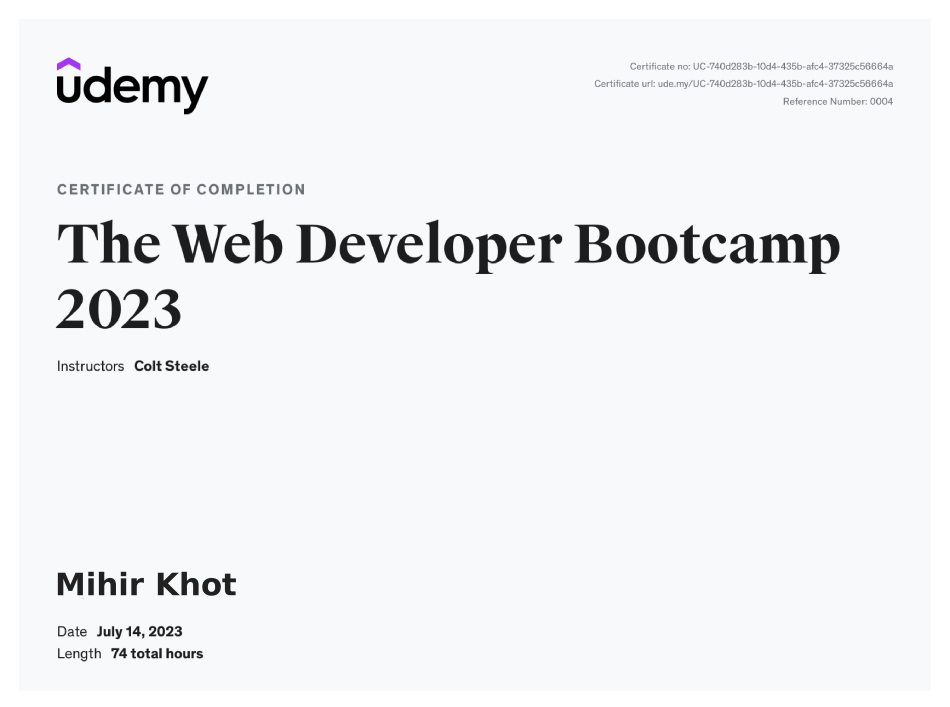 udemy
Certificate no: UC-740d283b-10d4-435b-afc4-37325c56664a
Certificate url: ude.my/UC-740d283b-10d4-435b-afc4-37325c56664a
Reference Number: 0004
CERTIFICATE OF COMPLETION
The Web Developer Bootcamp
2023
Instructors Colt Steele
Mihir Khot
Date July 14, 2023
Length 74 total hours